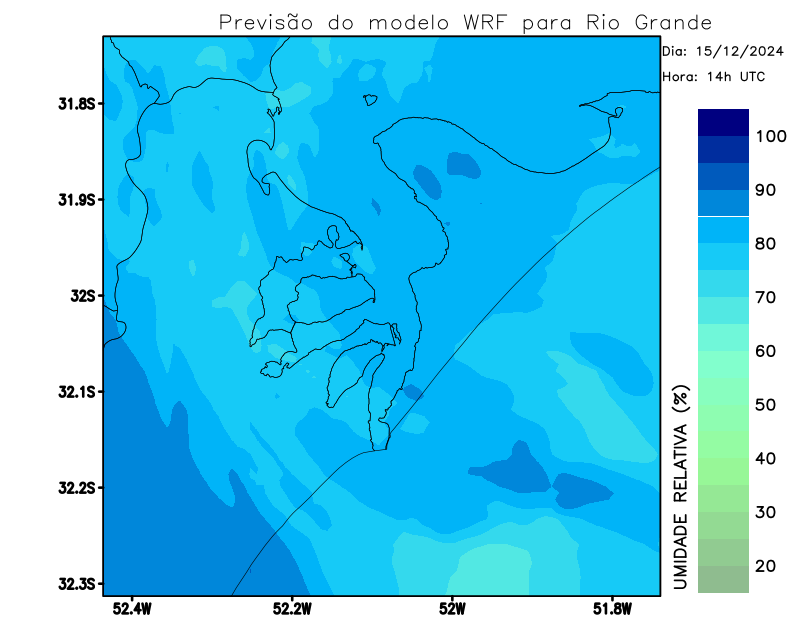 Previsão do modelo WRF para Rio Grande
Dia: 15/12/2024
Hora: 14h UTC
31.8S
31.9S
32S
32.1S
32.2S
32.3S
52.4W
52.2W
52W
51.8W
100
90
80
70
60
50
40
30
20
UMIDADE RELATIVA (%)